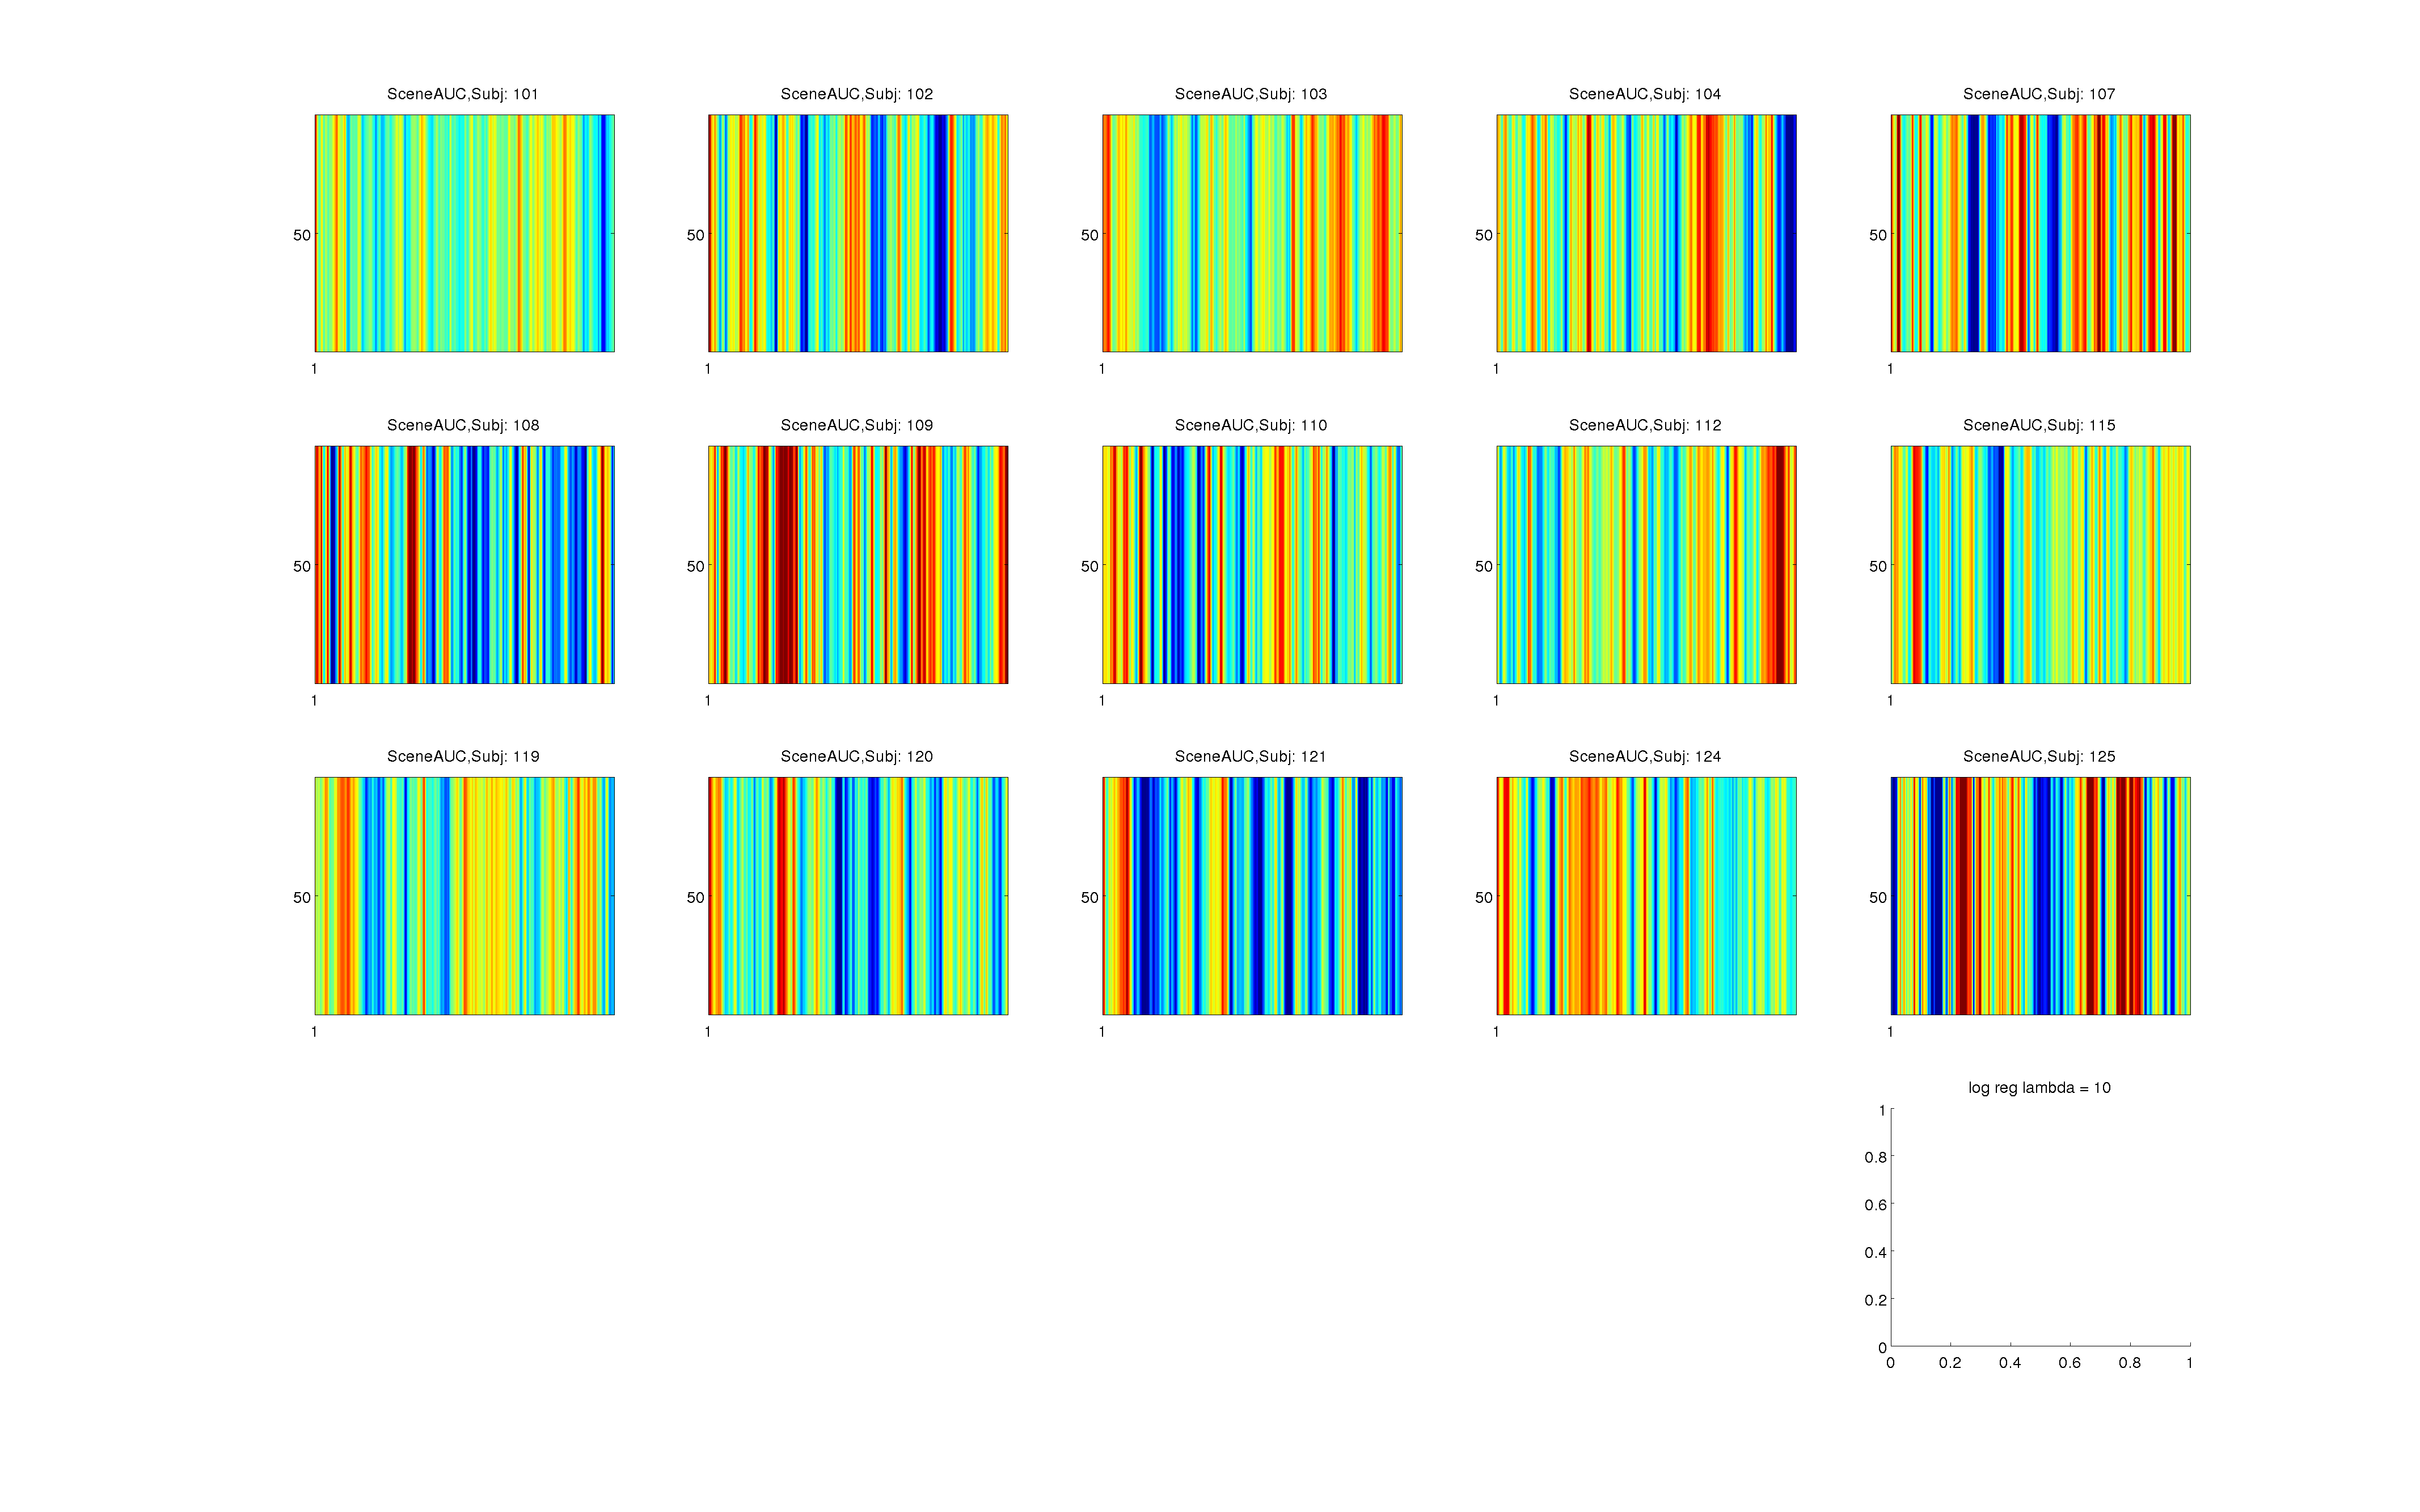 SceneAUC,Subj: 101
SceneAUC,Subj: 102
SceneAUC,Subj: 103
SceneAUC,Subj: 104
SceneAUC,Subj: 107
50
50
50
50
50
1
1
1
1
1
SceneAUC,Subj: 108
SceneAUC,Subj: 109
SceneAUC,Subj: 110
SceneAUC,Subj: 112
SceneAUC,Subj: 115
50
50
50
50
50
1
1
1
1
1
SceneAUC,Subj: 119
SceneAUC,Subj: 120
SceneAUC,Subj: 121
SceneAUC,Subj: 124
SceneAUC,Subj: 125
50
50
50
50
50
1
1
1
1
1
log reg lambda = 10
1
0.8
0.6
0.4
0.2
0
0 0.2 0.4 0.6 0.8 1